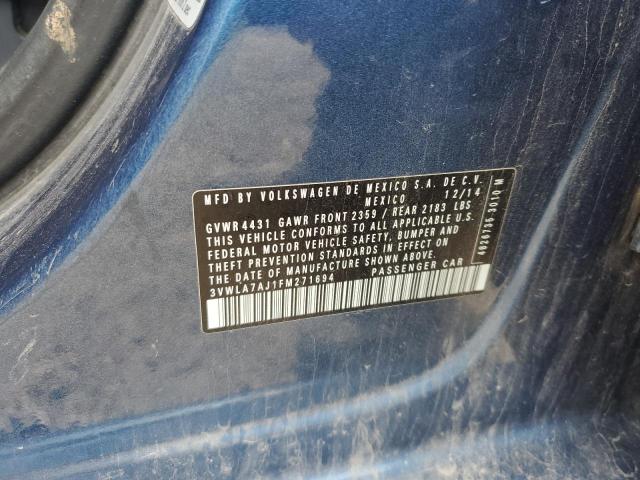 MFD BY VOLKSWAGEN DE MEXICO S.A. DE C.V.
MEXICO 12/14
GVWR 4431 GAWR FRONT 2359 / REAR 2183 LBS
THIS VEHICLE CONFORMS TO ALL APPLICABLE U.S.
FEDERAL MOTOR VEHICLE SAFETY, BUMPER AND
THEFT PREVENTION STANDARDS IN EFFECT ON
THE DATE OF MANUFACTURE SHOWN ABOVE.
3VWLA7AJ1FM271694 PASSENGER CAR
4020735 3010 M